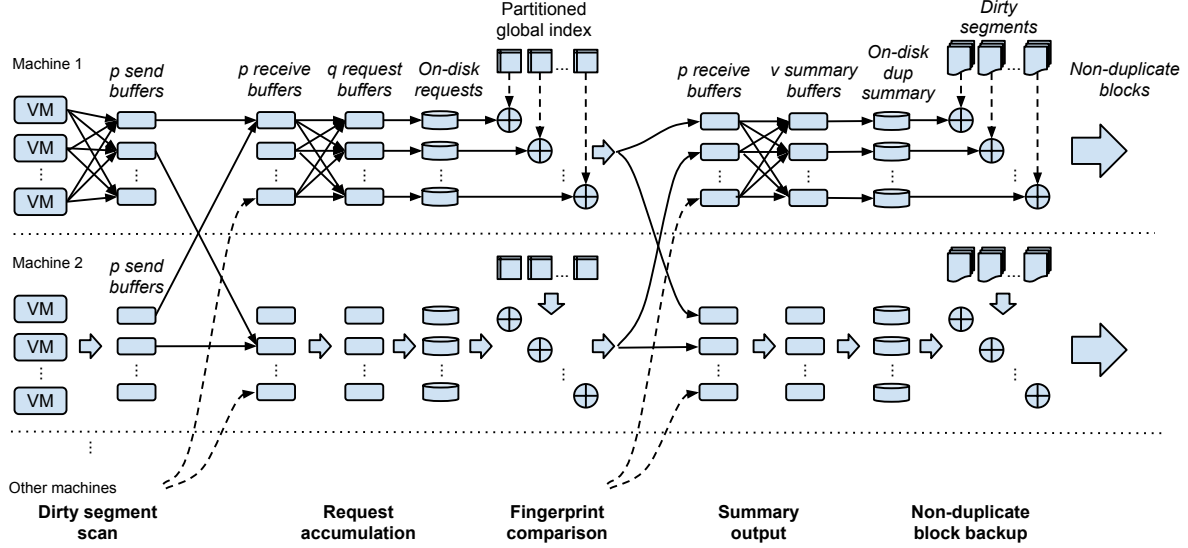 Partitioned
global index
Dirty
segments
Machine 1
p send
buffers
p receive
buffers
q request
buffers
On-disk
requests
p receive
buffers
v summary
buffers
On-disk
dup
summary
Non-duplicate
blocks
VM
VM
VM
Machine 2
p send
buffers
VM
VM
VM
Other machines
Dirty segment
scan
Request
accumulation
Fingerprint
comparison
Summary
output
Non-duplicate
block backup